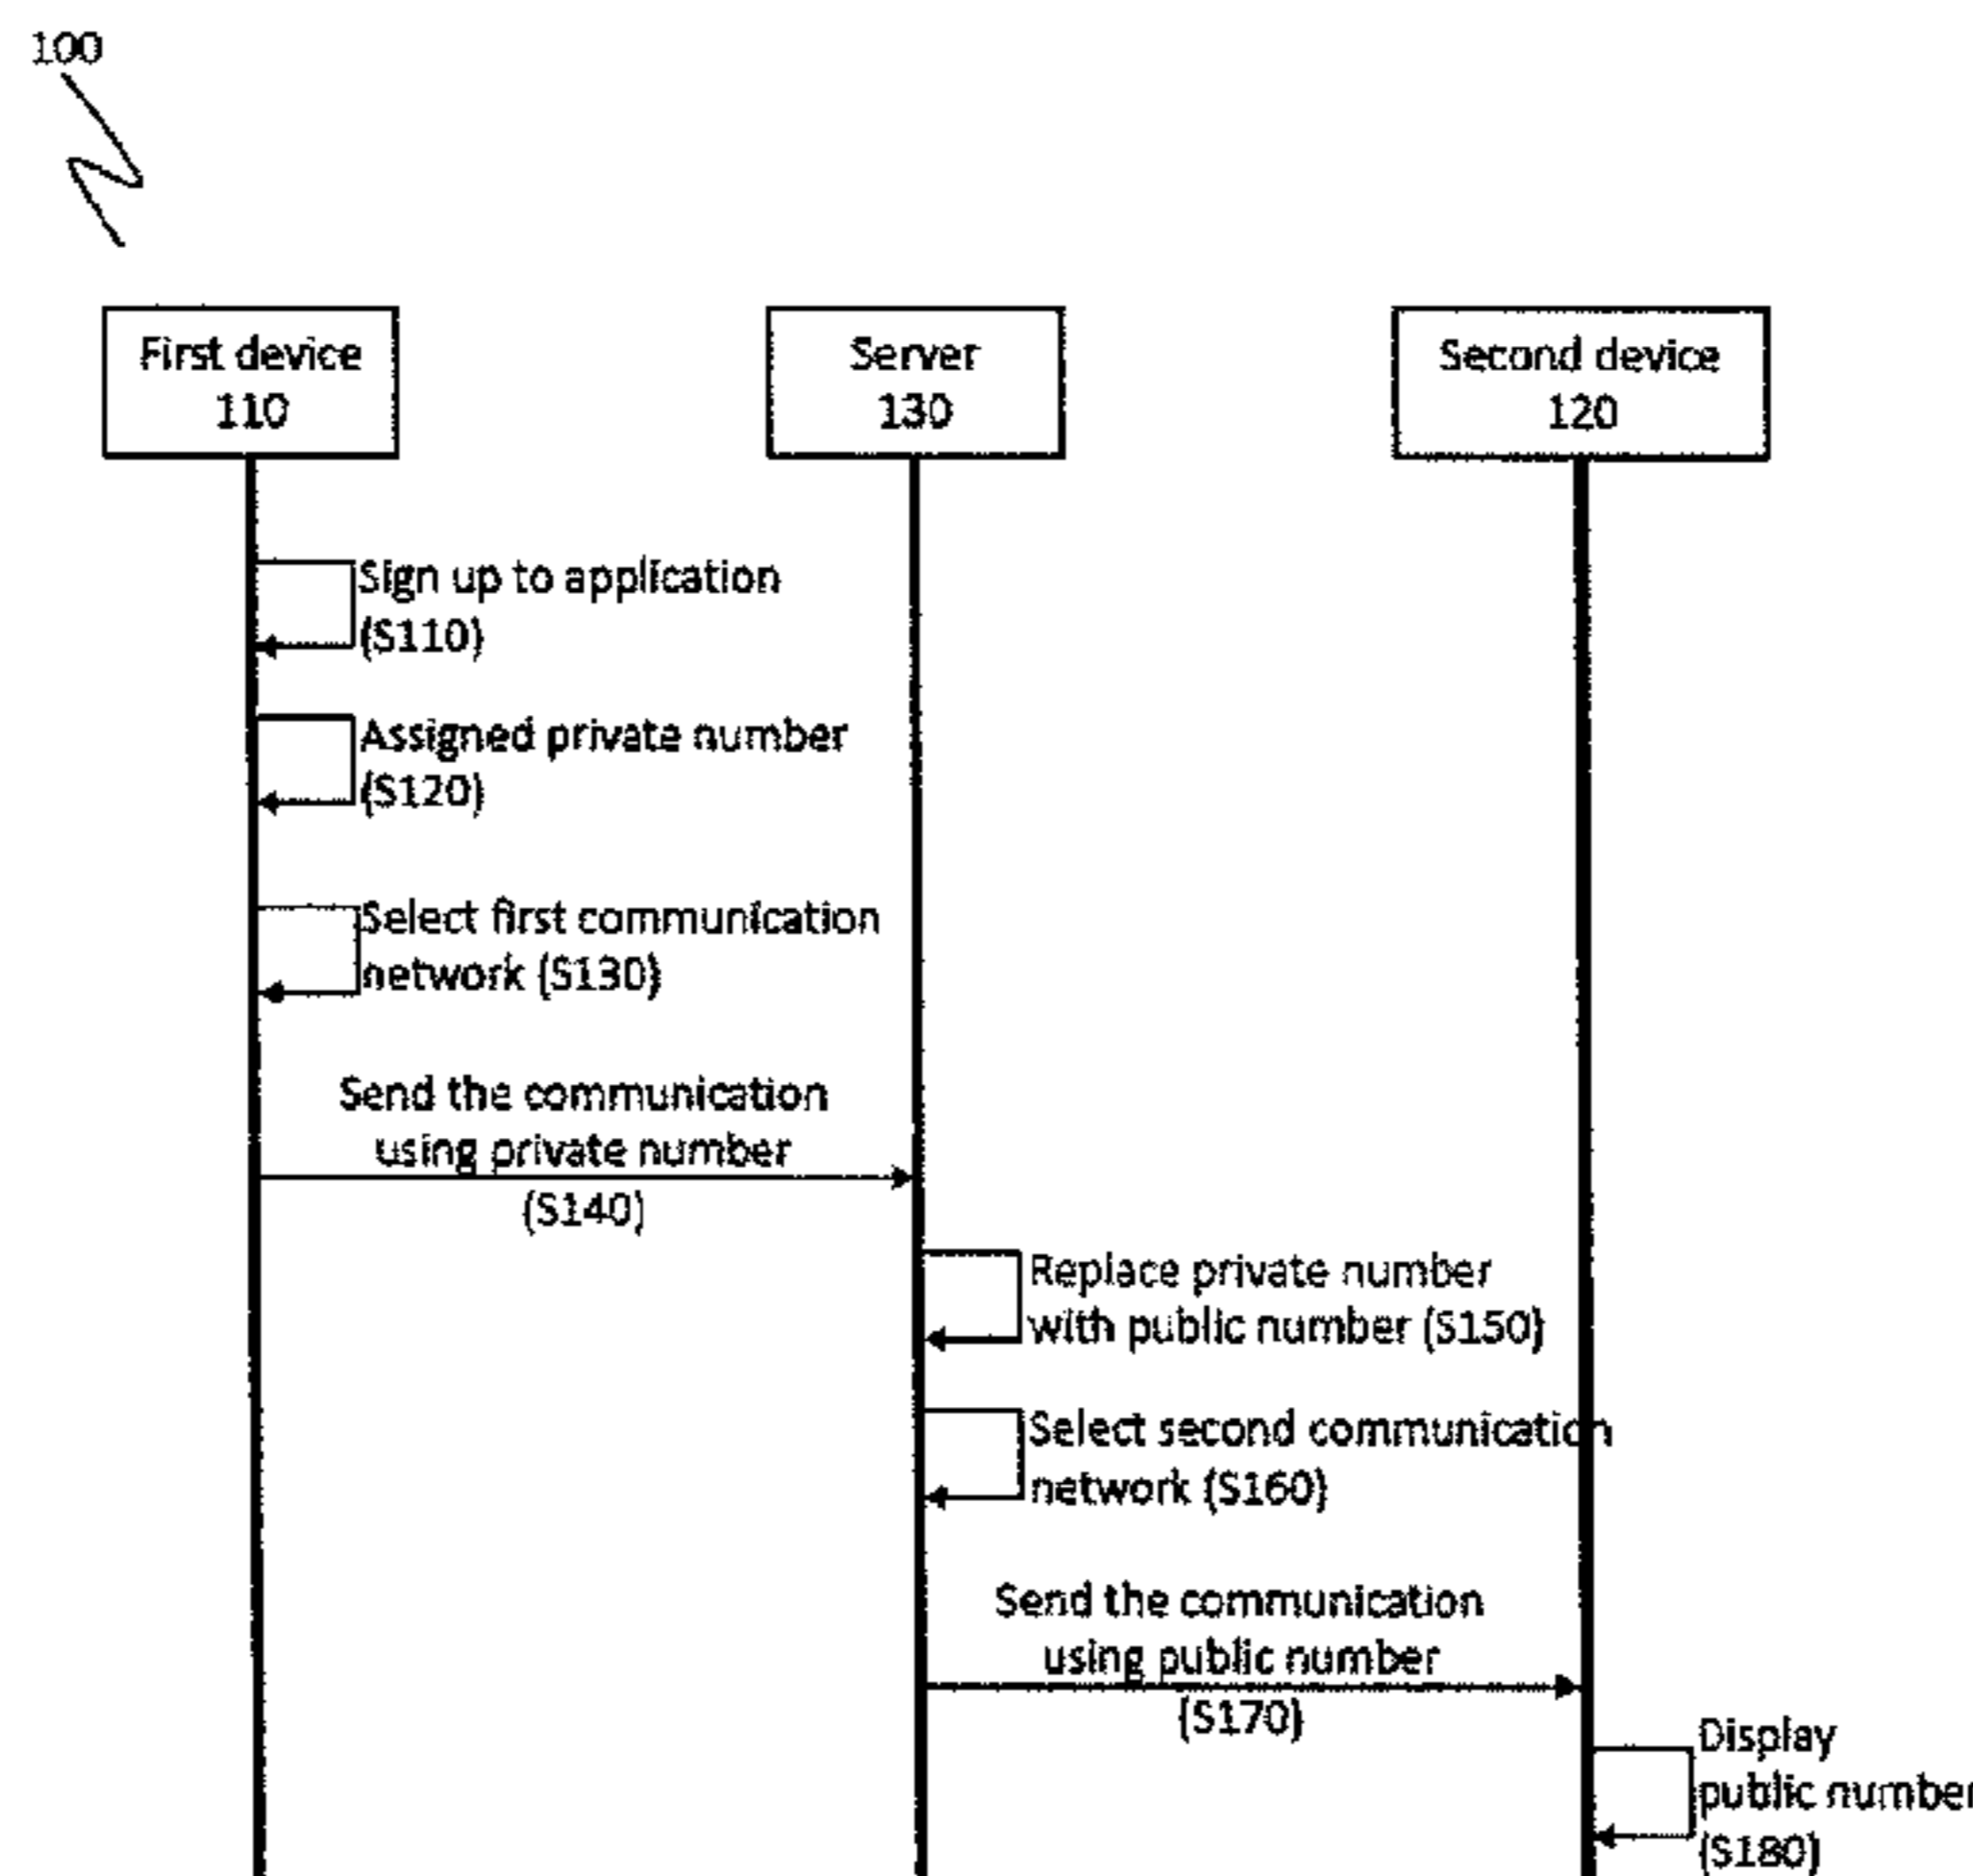 100
First device
110
Server
130
Second device
120
Sign up to application
(S110)
Assigned private number
(S120)
Select first communication
network (S130)
Send the communication
using private number
(S140)
Replace private number
with public number (S150)
Select second communication
network (S160)
Send the communication
using public number
(S170)
Display
public number
(S180)